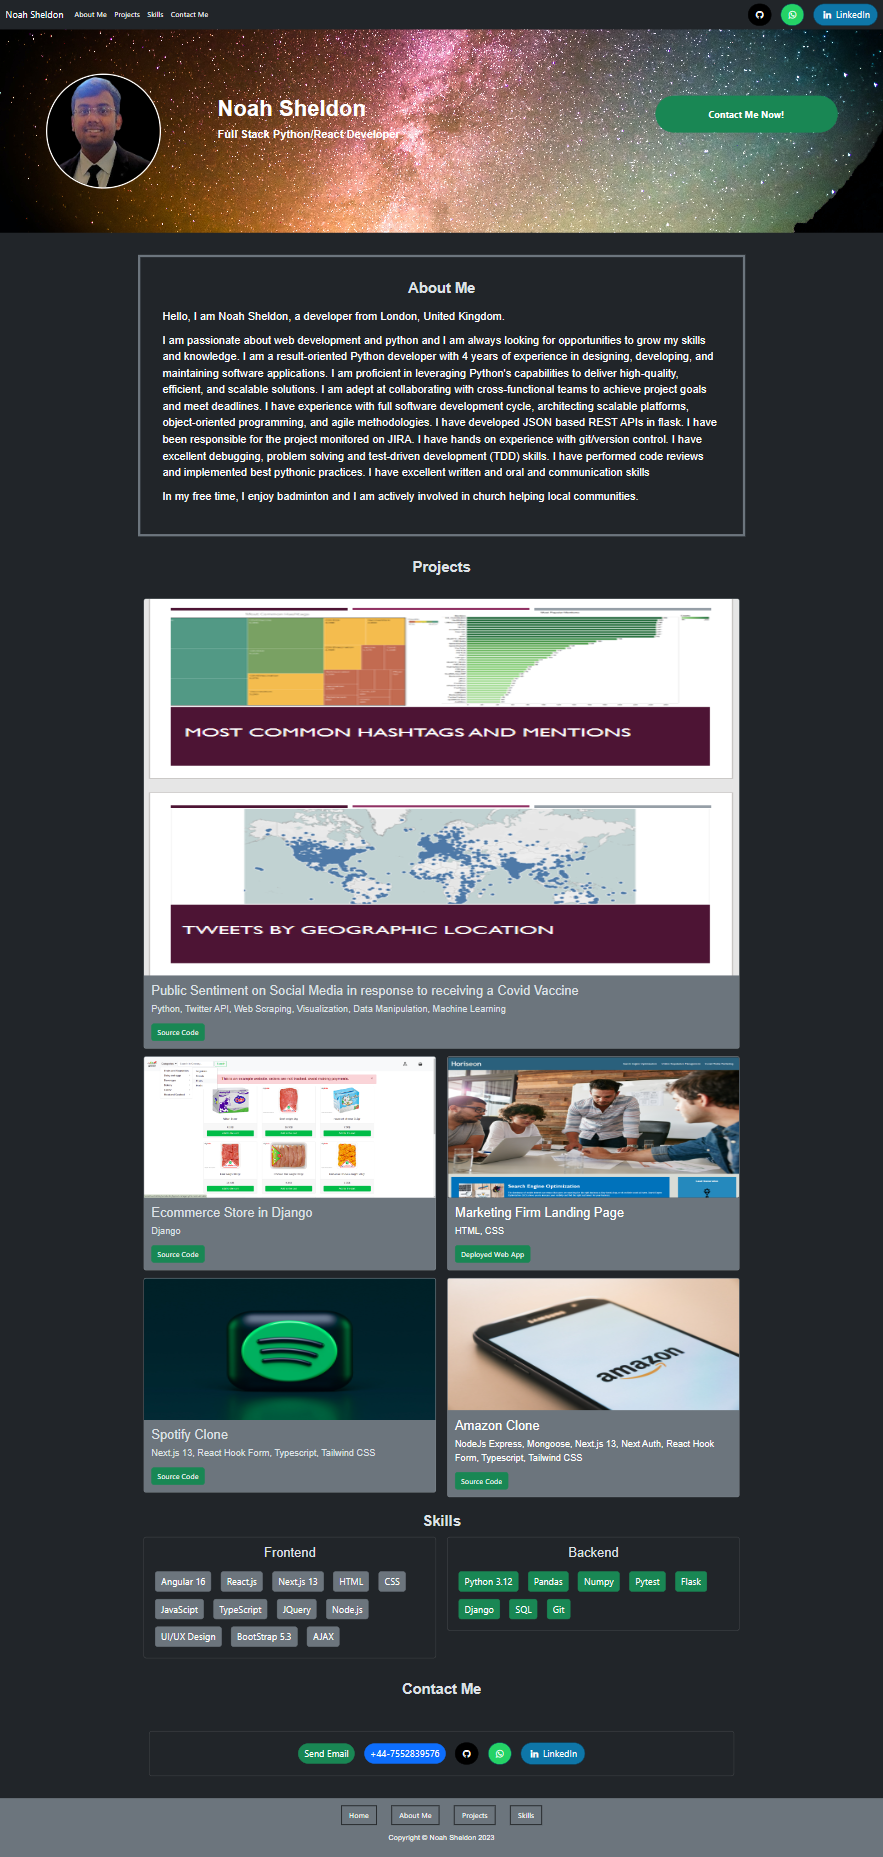 Noah Sheldon About Me Projects Skills Contact Me LinkedIn
Noah Sheldon
Full Stack Python/React Developer
Contact Me Now!
About Me
Hello, I am Noah Sheldon, a developer from London, United Kingdom.
I am passionate about web development and python and I am always looking for opportunities to grow my skills
and knowledge. I am a result-oriented Python developer with 4 years of experience in designing, developing, and
maintaining software applications. I am proficient in leveraging Python's capabilities to deliver high-quality,
efficient, and scalable solutions. I am adept at collaborating with cross-functional teams to achieve project goals
and meet deadlines. I have experience with full software development cycle, architecting scalable platforms,
object-oriented programming, and agile methodologies. I have developed JSON based REST APIs in flask. I have
been responsible for the project monitored on JIRA. I have hands on experience with git/version control. I have
excellent debugging, problem solving and test-driven development (TDD) skills. I have performed code reviews
and implemented best pythonic practices. I have excellent written and oral and communication skills
In my free time, I enjoy badminton and I am actively involved in church helping local communities.
Projects
MOST COMMON HASHTAGS AND MENTIONS
TWEETS BY GEOGRAPHIC LOCATION
Public Sentiment on Social Media in response to receiving a Covid Vaccine
Python, Twitter API, Web Scraping, Visualization, Data Manipulation, Machine Learning
Source Code
Ecommerce Store in Django
Django
Source Code
Horiseon
Search Engine Optimization
Marketing Firm Landing Page
HTML, CSS
Deployed Web App
Spotify Clone
Next.js 13, React Hook Form, Typescript, Tailwind CSS
Source Code
SAMSUNG
amazon
Amazon Clone
NodeJs Express, Mongoose, Next.js 13, Next Auth, React Hook
Form, Typescript, Tailwind CSS
Source Code
Skills
Frontend
Angular 16 React.js Next.js 13 HTML CSS
JavaScipt TypeScript JQuery Node.js
UI/UX Design BootStrap 5.3 AJAX
Backend
Python 3.12 Pandas Numpy Pytest Flask
Django SQL Git
Contact Me
Send Email +44-7552839576 LinkedIn
Home About Me Projects Skills
Copyright © Noah Sheldon 2023